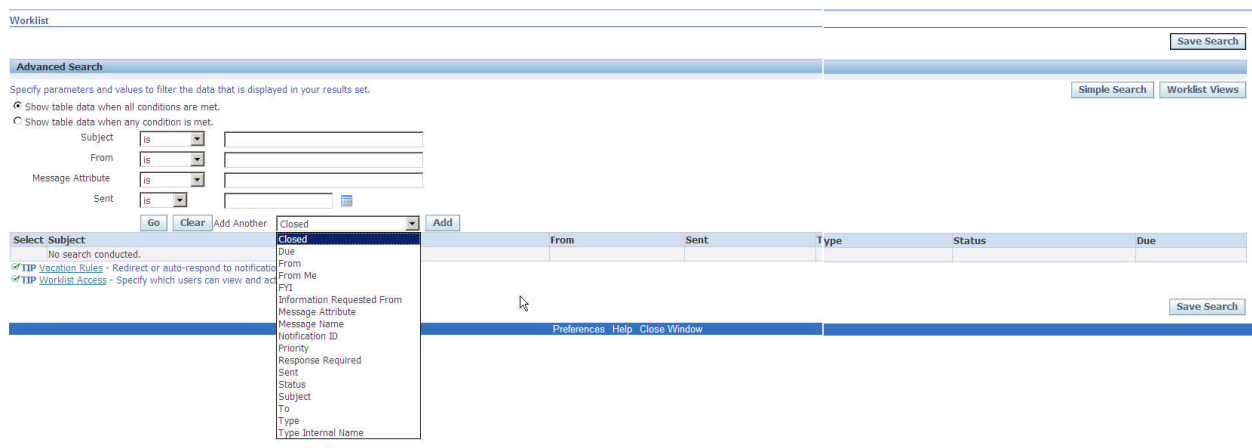 Worklist
Save Search
Advanced Search
Specify parameters and values to filter the data that is displayed in your results set.
Simple Search Worklist Views
Show table data when all conditions are met.
Show table data when any condition is met.
Subject is
From is
Message Attribute is
Sent is
Go Clear Add Another Closed Add
Select Subject From Sent Type Status Due
No search conducted.
TIP Vacation Rules - Redirect or auto-respond to notificatio
TIP Worklist Access - Specify which users can view and act
Closed
Due
From
From Me
FYI
Information Requested From
Message Attribute
Message Name
Notification ID
Priority
Response Required
Sent
Status
Subject
To
Type
Type Internal Name
Save Search
Preferences Help Close Window